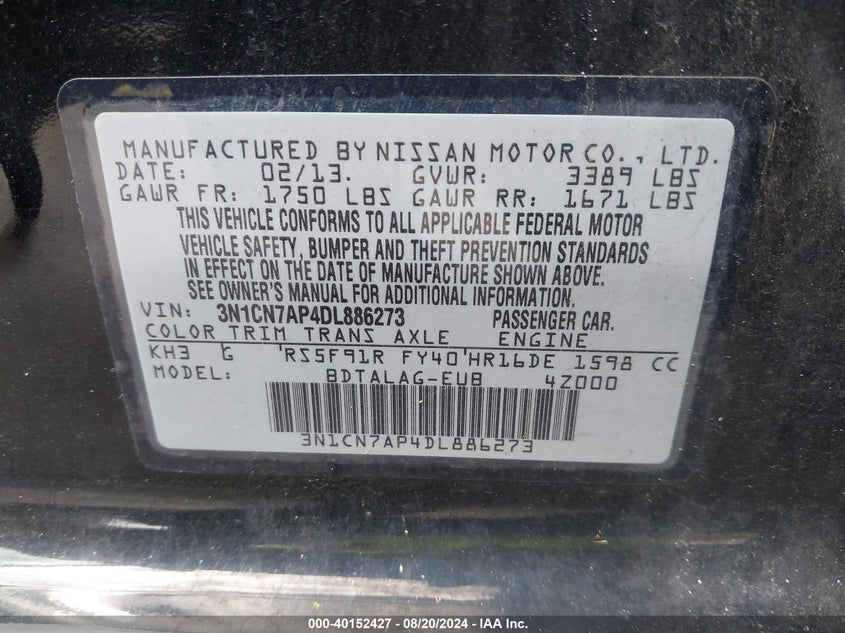 MANUFACTURED BY NISSAN MOTOR CO., LTD.
DATE: 02/13. GVWR: 3389 LBS
GAWR FR: 1750 LBS GAWR RR: 1671 LBS
THIS VEHICLE CONFORMS TO ALL APPLICABLE FEDERAL MOTOR
VEHICLE SAFETY, BUMPER AND THEFT PREVENTION STANDARDS
IN EFFECT ON THE DATE OF MANUFACTURE SHOWN ABOVE.
SEE OWNER'S MANUAL FOR ADDITIONAL INFORMATION.
VIN: 3N1CN7AP4DL886273 PASSENGER CAR.
COLOR TRIM TRANS AXLE ENGINE
KH3 G 'RS5F91R FY40'HR16DE 1598 CC
MODEL: BDTALAG-EUB 4Z000
3N1CN7AP4DL886273
000-40152427 - 08/20/2024 - IAA Inc.